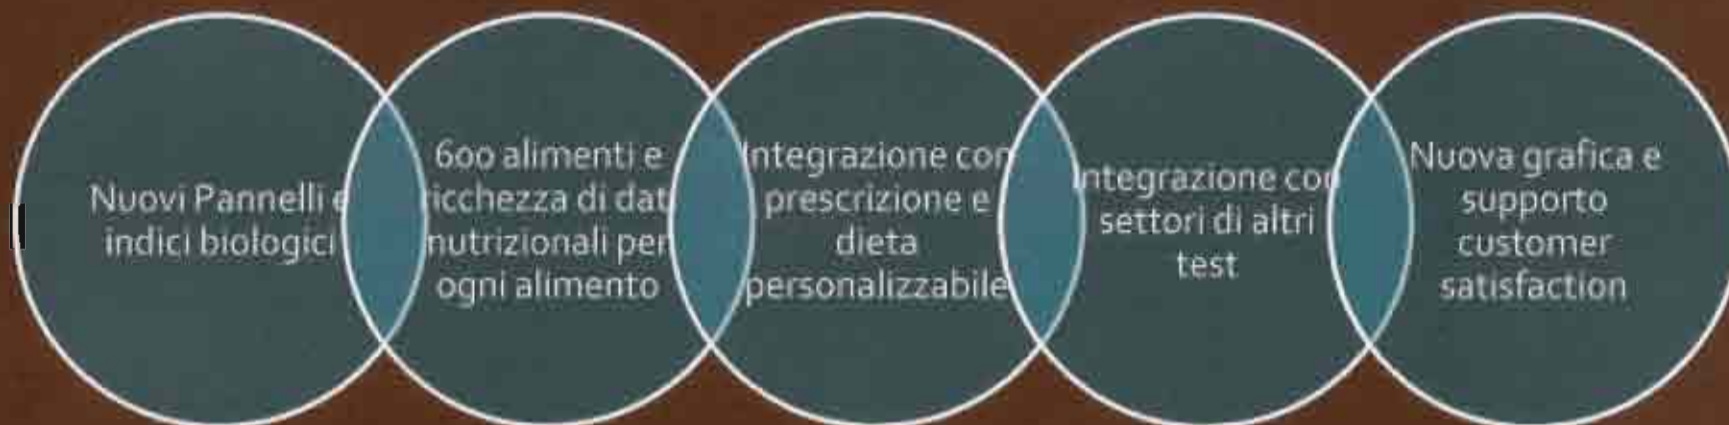 Nuovi Pannelli e
indici biologici
600 alimenti e
ricchezza di dati
nutrizionali per
ogni alimento
Integrazione con
prescrizione e
dieta
personalizzabile
Integrazione con
settori di altri
test
Nuova grafica e
supporto
customer
satisfaction